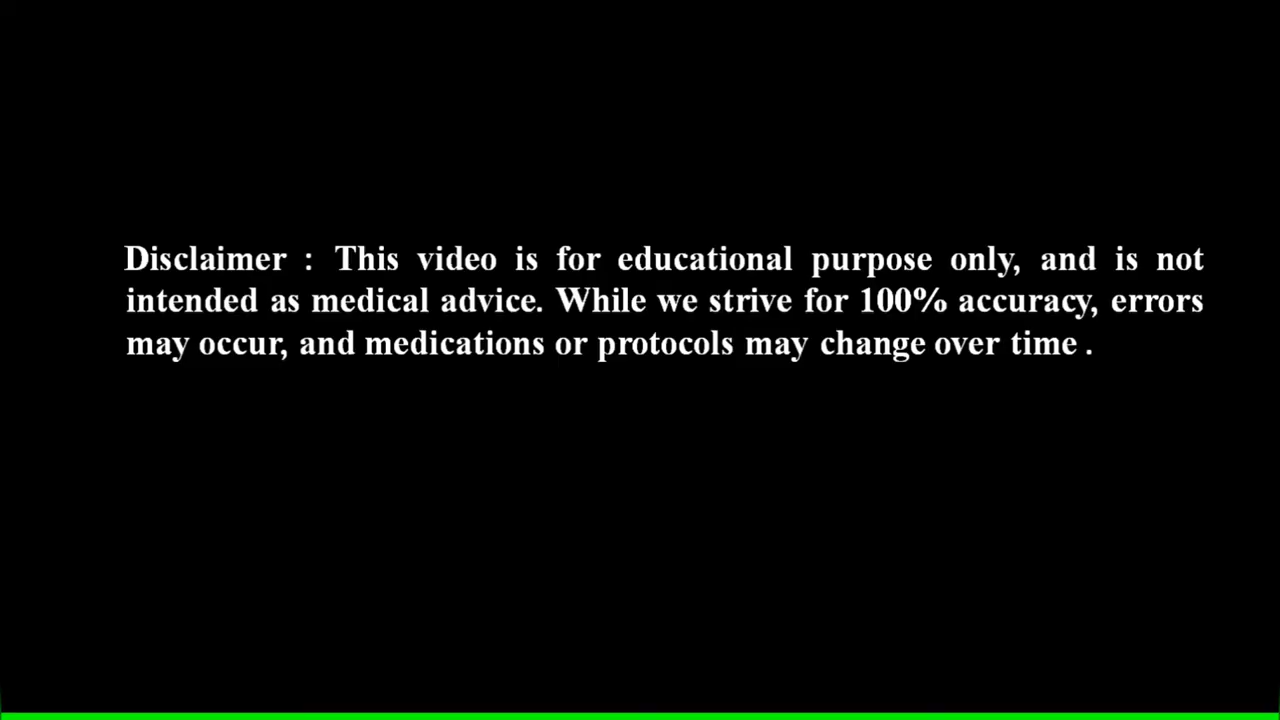 Disclaimer : This video is for educational purpose only, and is not
intended as medical advice. While we strive for 100% accuracy, errors
may occur, and medications or protocols may change over time .